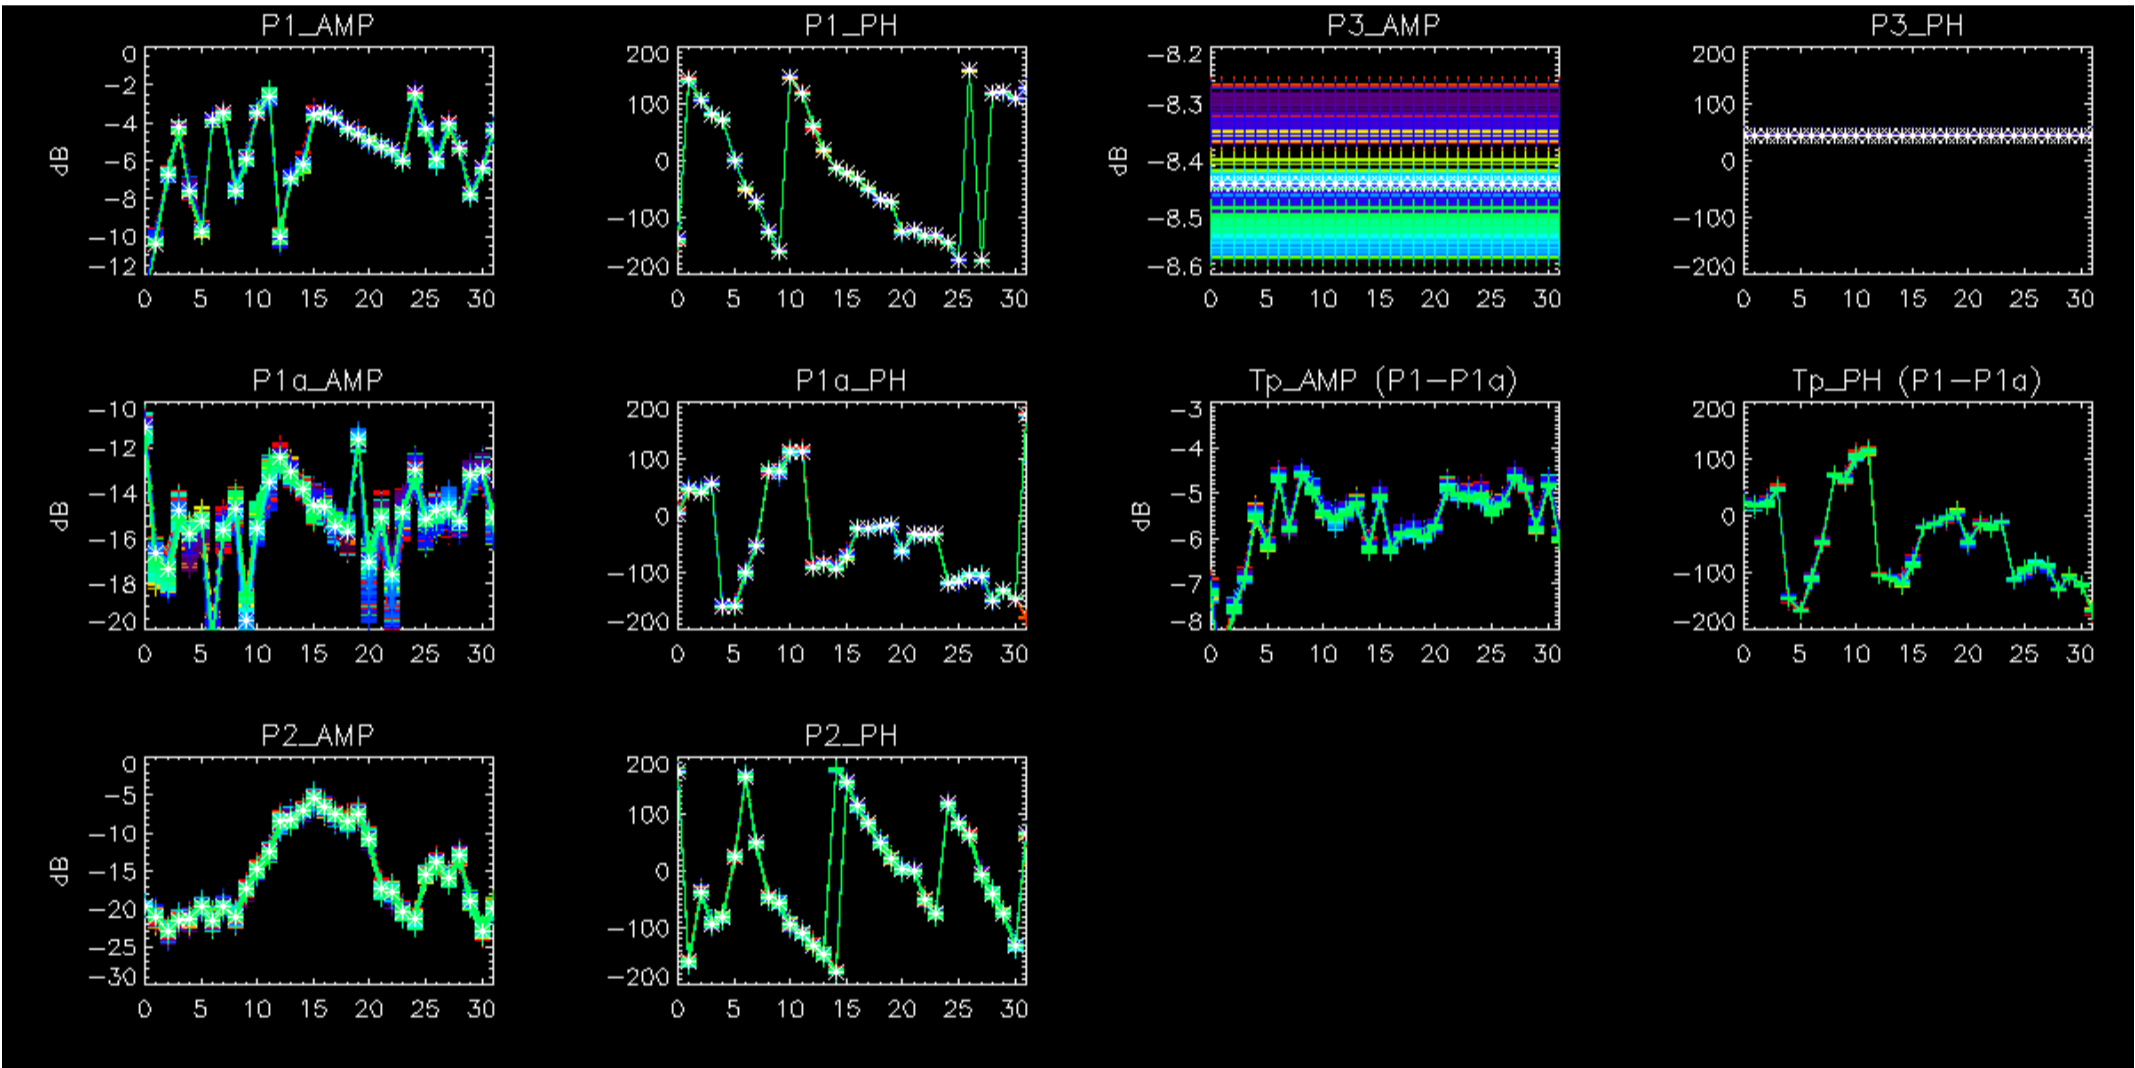 P1_AMP
P1_PH
P3_AMP
P3_PH
0
−2
−4
−6
−8
−10
−12
dB
0 5 10 15 20 25 30
200
100
0
−100
−200
0 5 10 15 20 25 30
−8.2
−8.3
−8.4
−8.5
−8.6
dB
0 5 10 15 20 25 30
200
100
0
−100
−200
0 5 10 15 20 25 30
P1a_AMP
P1a_PH
Tp_AMP (P1−P1a)
Tp_PH (P1−P1a)
−10
−12
−14
−16
−18
−20
dB
0 5 10 15 20 25 30
200
100
0
−100
−200
0 5 10 15 20 25 30
−3
−4
−5
−6
−7
−8
dB
0 5 10 15 20 25 30
200
100
0
−100
−200
0 5 10 15 20 25 30
P2_AMP
P2_PH
0
−5
−10
−15
−20
−25
−30
dB
0 5 10 15 20 25 30
200
100
0
−100
−200
0 5 10 15 20 25 30